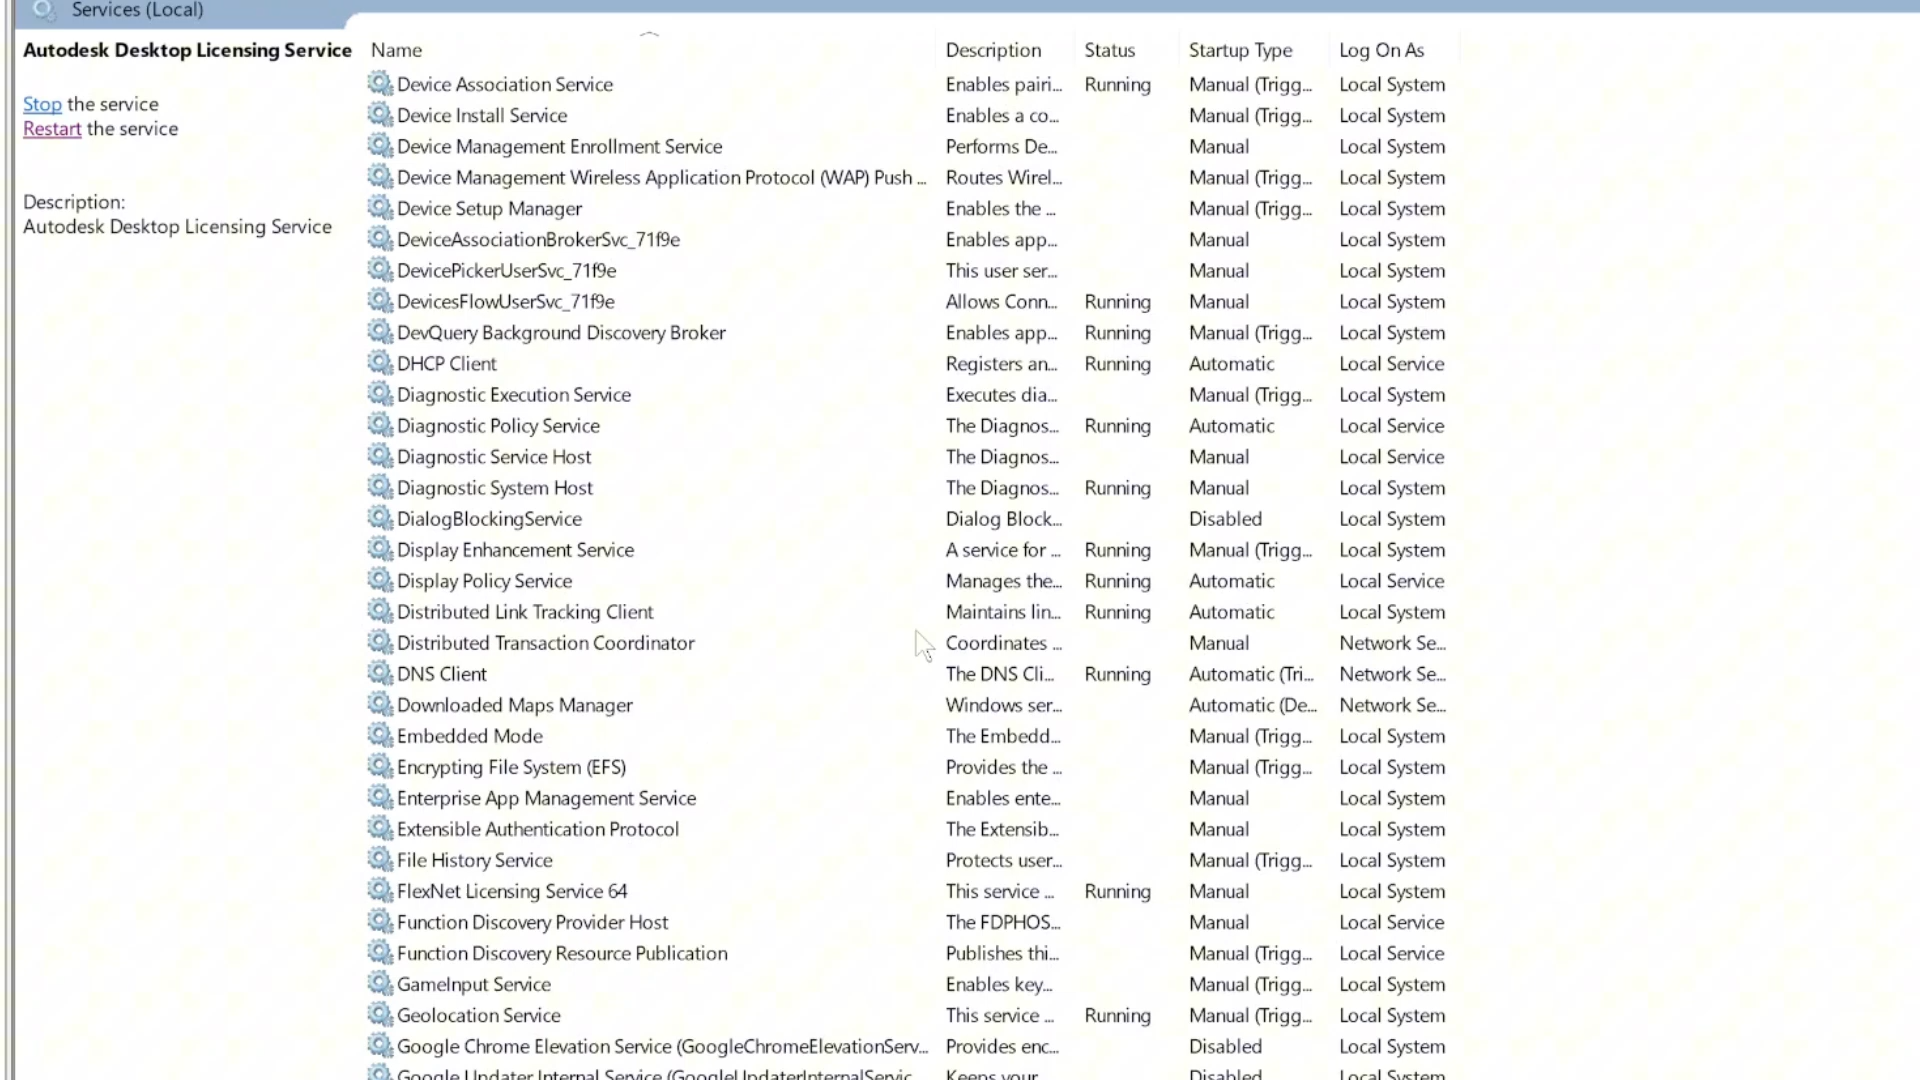 Services (Local)
Autodesk Desktop Licensing Service
Stop the service
Restart the service
Description:
Autodesk Desktop Licensing Service
Name Description Status Startup Type Log On As
Device Association Service Enables pairi... Running Manual (Trigg... Local System
Device Install Service Enables a co... Manual (Trigg... Local System
Device Management Enrollment Service Performs De... Manual Local System
Device Management Wireless Application Protocol (WAP) Push ... Routes Wirel... Manual (Trigg... Local System
Device Setup Manager Enables the ... Manual (Trigg... Local System
DeviceAssociationBrokerSvc_71f9e Enables app... Manual Local System
DevicePickerUserSvc_71f9e This user ser... Manual Local System
DevicesFlowUserSvc_71f9e Allows Conn... Running Manual Local System
DevQuery Background Discovery Broker Enables app... Running Manual (Trigg... Local System
DHCP Client Registers an... Running Automatic Local Service
Diagnostic Execution Service Executes dia... Manual (Trigg... Local System
Diagnostic Policy Service The Diagnos... Running Automatic Local Service
Diagnostic Service Host The Diagnos... Manual Local Service
Diagnostic System Host The Diagnos... Running Manual Local System
DialogBlockingService Dialog Block... Disabled Local System
Display Enhancement Service A service for ... Running Manual (Trigg... Local System
Display Policy Service Manages the... Running Automatic Local Service
Distributed Link Tracking Client Maintains lin... Running Automatic Local System
Distributed Transaction Coordinator Coordinates ... Manual Network Se...
DNS Client The DNS Cli... Running Automatic (Tri... Network Se...
Downloaded Maps Manager Windows ser... Automatic (De... Network Se...
Embedded Mode The Embedd... Manual (Trigg... Local System
Encrypting File System (EFS) Provides the ... Manual (Trigg... Local System
Enterprise App Management Service Enables ente... Manual Local System
Extensible Authentication Protocol The Extensib... Manual Local System
File History Service Protects user... Manual (Trigg... Local System
FlexNet Licensing Service 64 This service ... Running Manual Local System
Function Discovery Provider Host The FDPHOS... Manual Local Service
Function Discovery Resource Publication Publishes thi... Manual (Trigg... Local Service
GameInput Service Enables key... Manual (Trigg... Local System
Geolocation Service This service ... Running Manual (Trigg... Local System
Google Chrome Elevation Service (GoogleChromeElevationServ... Provides enc... Disabled Local System
Google Updater Internal Service (GoogleUpdaterInternalServic... Keeps your ... Disabled Local System